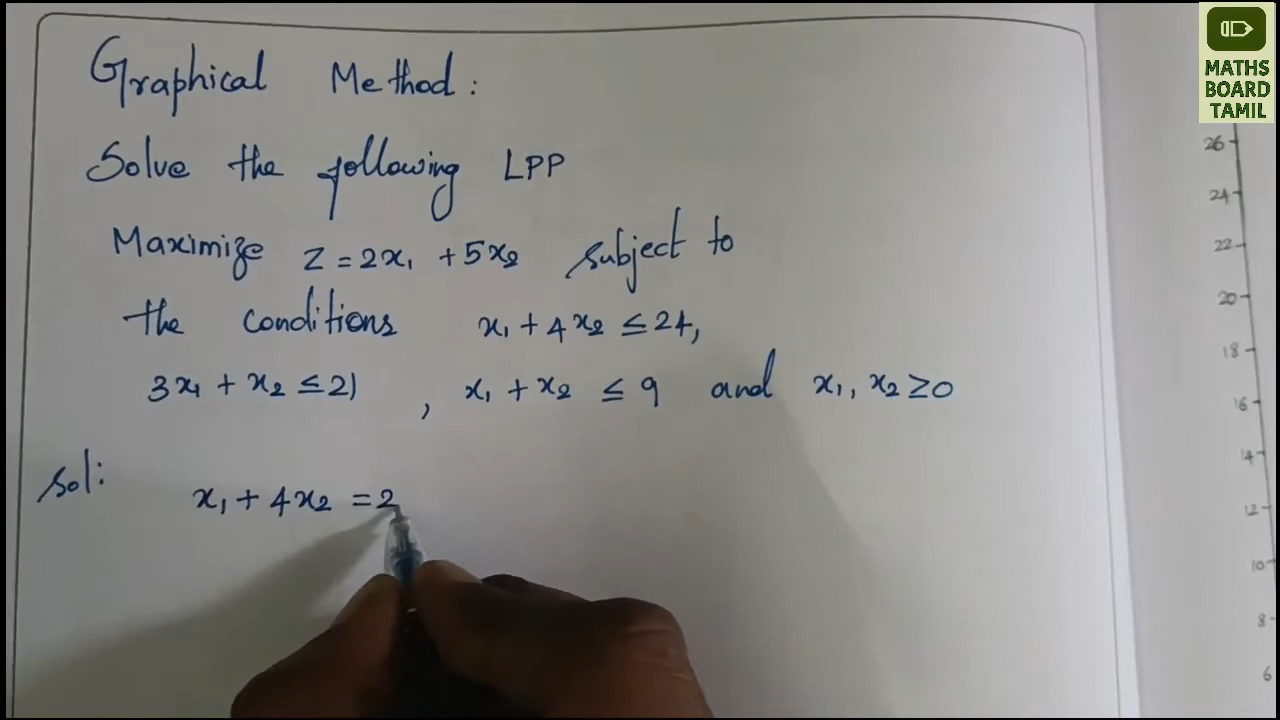 Graphical Method:
Solve the following LPP
Maximize Z = 2x₁ + 5x₂ subject to
the conditions x₁ + 4x₂ ≤ 24,
3x₁ + x₂ ≤ 21, x₁ + x₂ ≤ 9 and x₁, x₂ ≥ 0
Sol:
x₁ + 4x₂ = 2
MATHS
BOARD
TAMIL
26
24
22
20
18
16
14
12
10
8
6